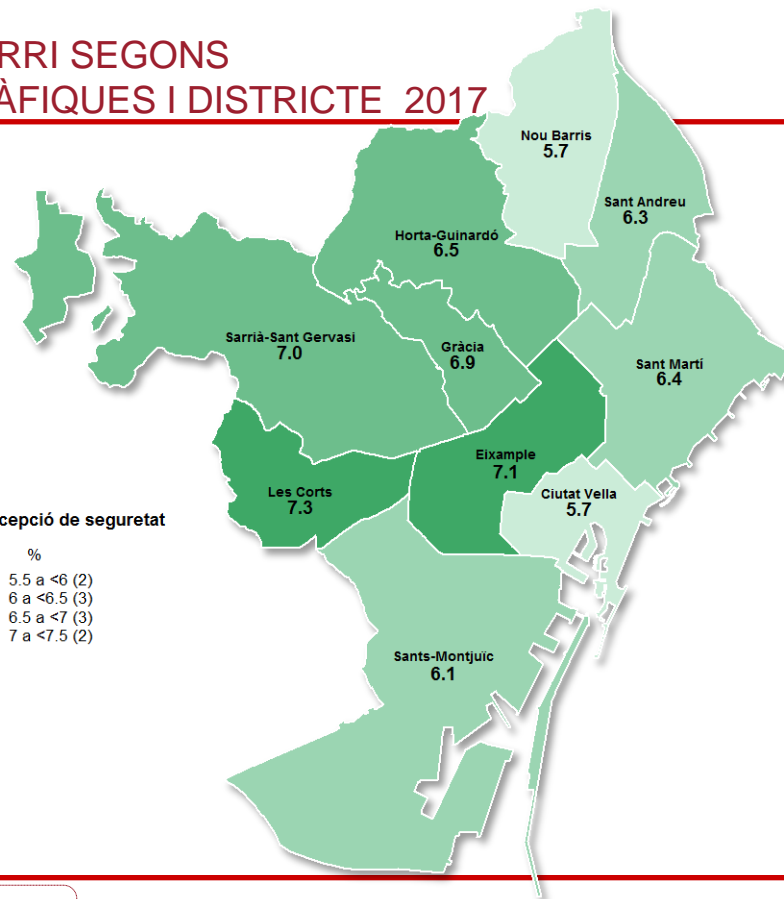 RRI SEGONS
ÀFIQUES I DISTRICTE 2017
Nou Barris
5.7
Sant Andreu
6.3
Horta-Guinardó
6.5
Sarrià-Sant Gervasi
7.0
Gràcia
6.9
Sant Martí
6.4
Eixample
7.1
Les Corts
7.3
Ciutat Vella
5.7
cepció de seguretat
%
5.5 a <6 (2)
6 a <6.5 (3)
6.5 a <7 (3)
7 a <7.5 (2)
Sants-Montjuïc
6.1